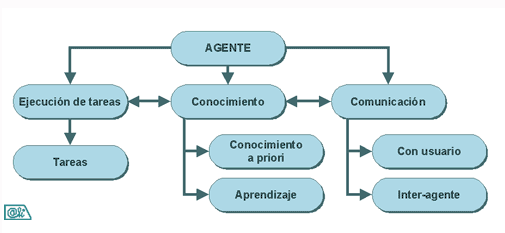 AGENTE
Ejecución de tareas
Conocimiento
Comunicación
Conocimiento
a priori
Con usuario
Tareas
Aprendizaje
Inter-agente